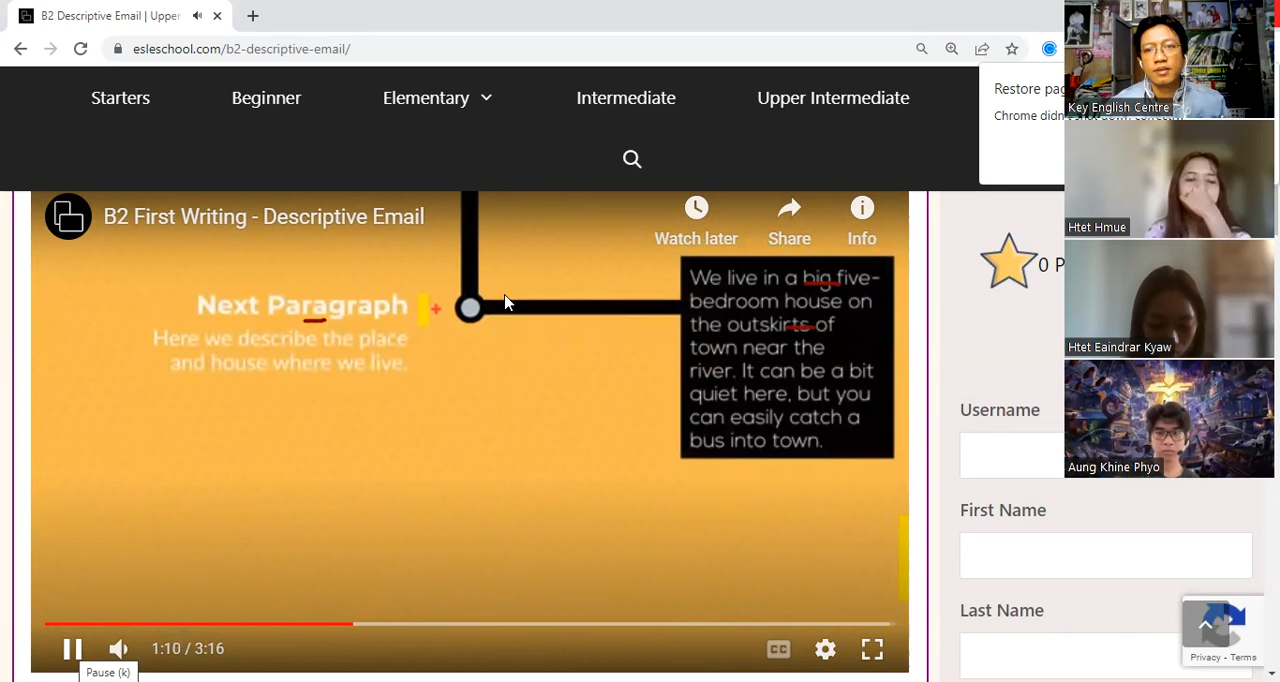 B2 Descriptive Email | Upper
esleschool.com/b2-descriptive-email/
Starters
Beginner
Elementary
Intermediate
Upper Intermediate
Restore pag
Chrome didn
B2 First Writing - Descriptive Email
Watch later
Share
Info
Next Paragraph
Here we describe the place
and house where we live.
We live in a big five-
bedroom house on
the outskirts of
town near the
river. It can be a bit
quiet here, but you
can easily catch a
bus into town.
1:10 / 3:16
CC
Pause (k)
0 P
Username
First Name
Last Name
Privacy - Terms
Key English Centre
Htet Hmue
Htet Eaindrar Kyaw
Aung Khine Phyo